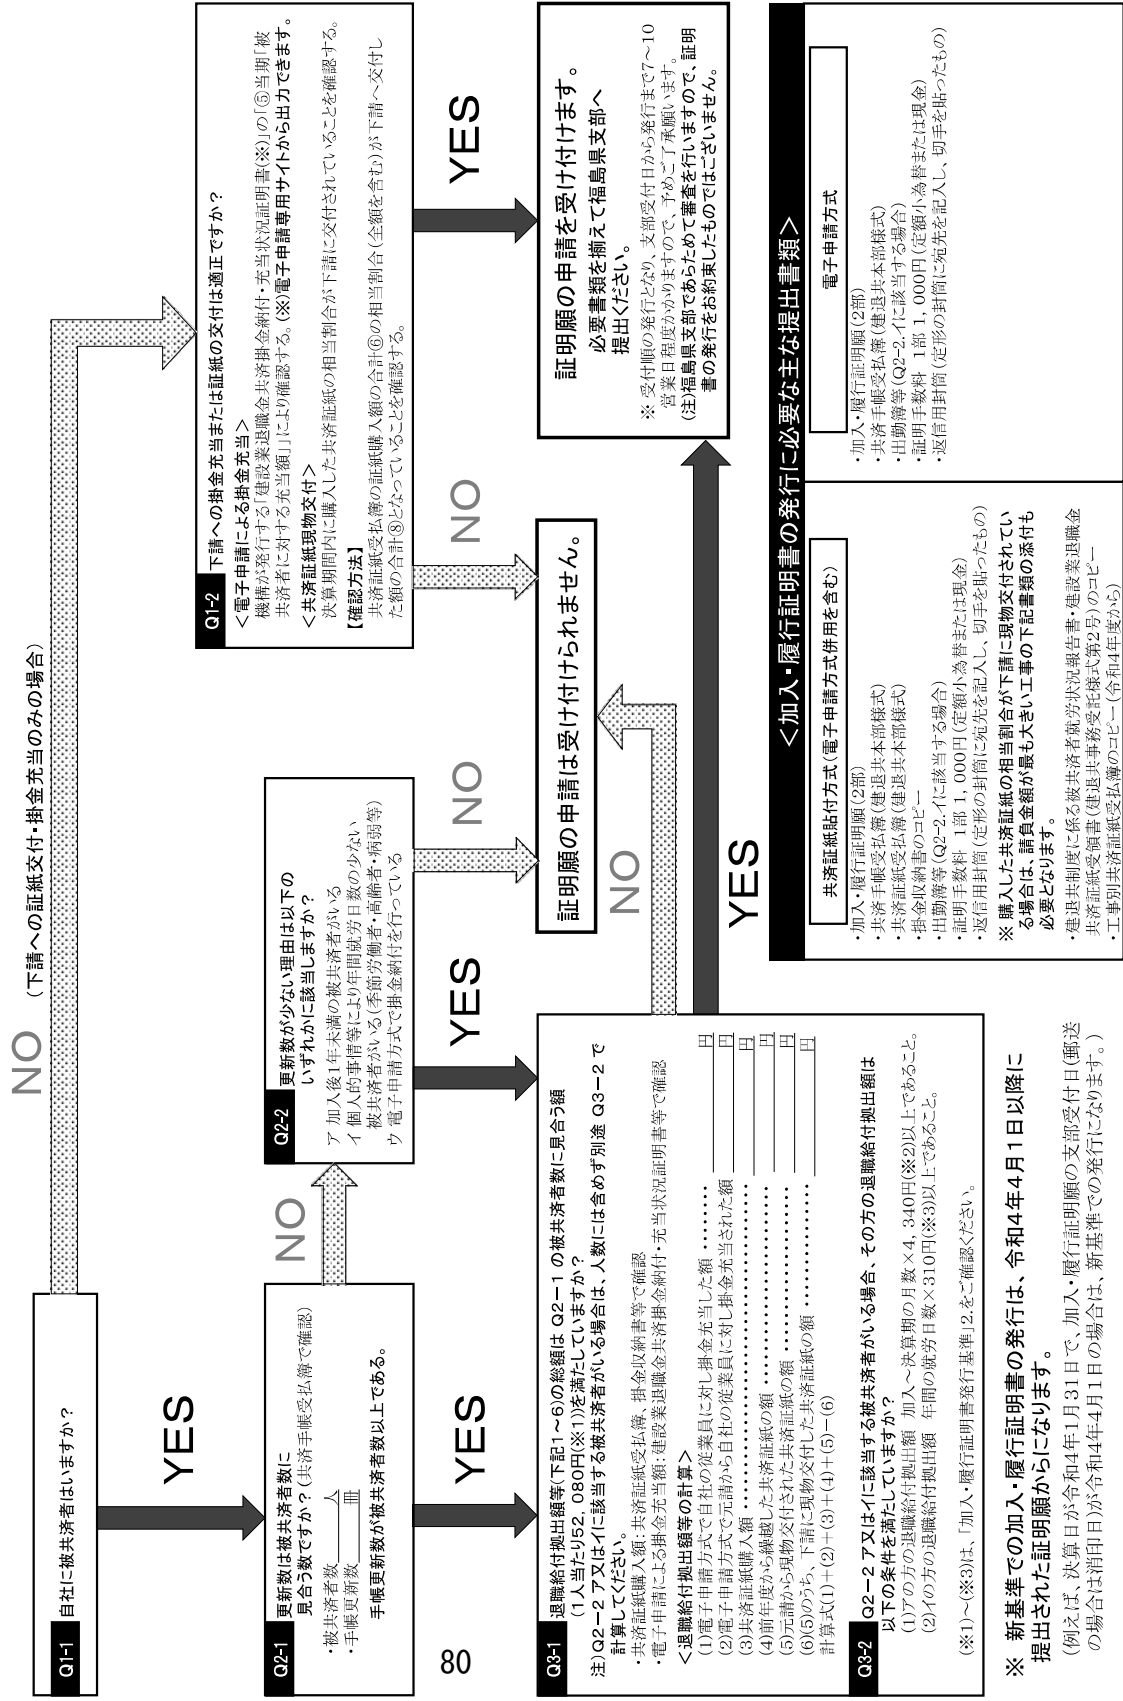 NO (下請への証紙交付・掛金充当のみの場合)
Q1-1 自社に被共済者はいますか?
YES
Q1-2 下請への掛金充当または証紙の交付は適正ですか?
<電子申請による掛金充当>
機構が発行する「建設業退職金共済掛金納付・充当状況証明書(※)」の「⑤当期「被
共済者に対する充当額」」により確認する。(※)電子申請専用サイトから出力できます。
<共済証紙現物交付>
決算期間内に購入した共済証紙の相当割合が下請に交付されていることを確認する。
【確認方法】
共済証紙受払簿の証紙購入額の合計⑥の相当割合(全額を含む)が下請へ交付し
た額の合計⑧となっていることを確認する。
NO
YES
Q2-1 更新数は被共済者数に
見合う数ですか?(共済手帳受払簿で確認)
・被共済者数 人
・手帳更新数 冊
手帳更新数が被共済者数以上である。
NO
YES
Q2-2 更新数が少ない理由は以下の
いずれかに該当しますか?
ア 加入後1年未満の被共済者がいる
イ 個人的事情等により年間就労日数の少ない
被共済者がいる(季節労働者・高齢者・病弱等)
ウ 電子申請方式で掛金納付を行っている
YES
NO
証明願の申請は受け付けられません。
証明願の申請を受け付けます。
必要書類を揃えて福島県支部へ
提出ください。
※ 受付順の発行となり、支部受付日から発行まで7~10
営業日程度かかりますので、予めご了承願います。
(注)福島県支部であらためて審査を行いますので、証明
書の発行をお約束したものではございません。
Q3-1 退職給付拠出額等(下記1~6)の総額は Q2-1 の被共済者数に見合う額
(1人当たり52,080円(※1))を満たしていますか?
注)Q2-2 ア又はイに該当する被共済者がいる場合は、人数には含めず別途 Q3-2 で
計算してください。
・共済証紙購入額:共済証紙受払簿、掛金収納書等で確認
・電子申請による掛金充当額:建設業退職金共済掛金納付・充当状況証明書等で確認
<退職給付拠出額等の計算>
(1)電子申請方式で自社の従業員に対し掛金充当した額 ‥‥‥ 円
(2)電子申請方式で元請から自社の従業員に対し掛金充当された額 円
(3)共済証紙購入額 ‥‥‥‥‥‥‥‥‥‥‥‥‥‥‥‥ 円
(4)前年度から繰越した共済証紙の額 ‥‥‥‥‥‥‥‥‥ 円
(5)元請から現物交付された共済証紙の額 ‥‥‥‥‥‥‥ 円
(6)(5)のうち、下請に現物交付した共済証紙の額 ‥‥‥‥‥ 円
計算式(1)+(2)+(3)+(4)+(5)-(6)
Q3-2 Q2-2 ア又はイに該当する被共済者がいる場合、その方の退職給付拠出額は
以下の条件を満たしていますか?
(1)アの方の退職給付拠出額 加入~決算期の月数×4,340円(※2)以上であること。
(2)イの方の退職給付拠出額 年間の就労日数×310円(※3)以上であること。
(※1)~(※3)は、「加入・履行証明書発行基準」2.をご確認ください。
NO
YES
<加入・履行証明書の発行に必要な主な提出書類>
共済証紙貼付方式(電子申請方式併用を含む)
・加入・履行証明願(2部)
・共済手帳受払簿(建退共本部様式)
・共済証紙受払簿(建退共本部様式)
・掛金収納書のコピー
・出勤簿等(Q2-2.イに該当する場合)
・証明手数料 1部 1,000円(定額小為替または現金)
・返信用封筒(定形の封筒に宛先を記入し、切手を貼ったもの)
※ 購入した共済証紙の相当割合が下請に現物交付されてい
る場合は、請負金額が最も大きい工事の下記書類の添付も
必要となります。
・建退共制度に係る被共済者就労状況報告書・建設業退職金
共済証紙受領書(建退共事務受託様式第2号)のコピー
・工事別共済証紙受払簿のコピー(令和4年度から)
電子申請方式
・加入・履行証明願(2部)
・共済手帳受払簿(建退共本部様式)
・出勤簿等(Q2-2.イに該当する場合)
・証明手数料 1部 1,000円(定額小為替または現金)
・返信用封筒(定形の封筒に宛先を記入し、切手を貼ったもの)
※ 新基準での加入・履行証明書の発行は、令和4年4月1日以降に
提出された証明願からになります。
(例えば、決算日が令和4年1月31日で、加入・履行証明願の支部受付日(郵送
の場合は消印日)が令和4年4月1日の場合は、新基準での発行になります。)
80